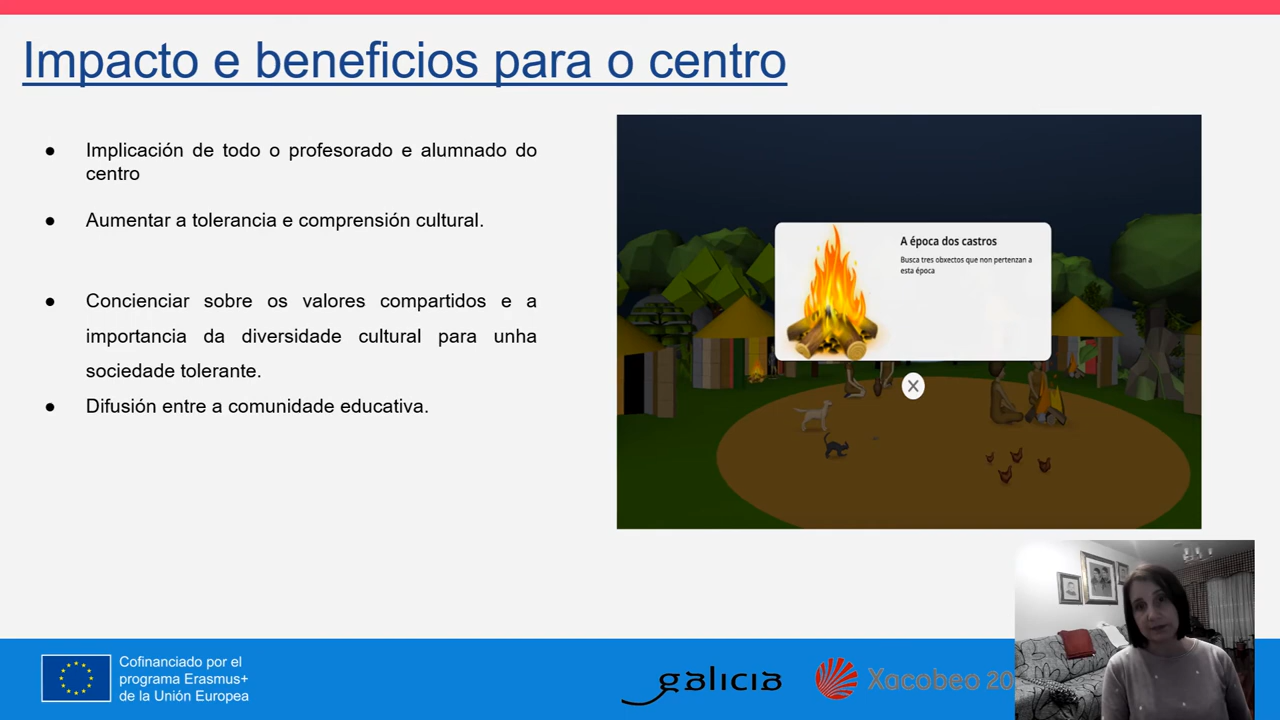 Impacto e beneficios para o centro
● Implicación de todo o profesorado e alumnado do
centro
● Aumentar a tolerancia e comprensión cultural.
● Concienciar sobre os valores compartidos e a
importancia da diversidade cultural para unha
sociedade tolerante.
● Difusión entre a comunidade educativa.
A época dos castros
Busca tres obxectos que non pertenzan a
esta época
X
Cofinanciado por el
programa Erasmus+
de la Unión Europea
galicia
Xacobeo 20